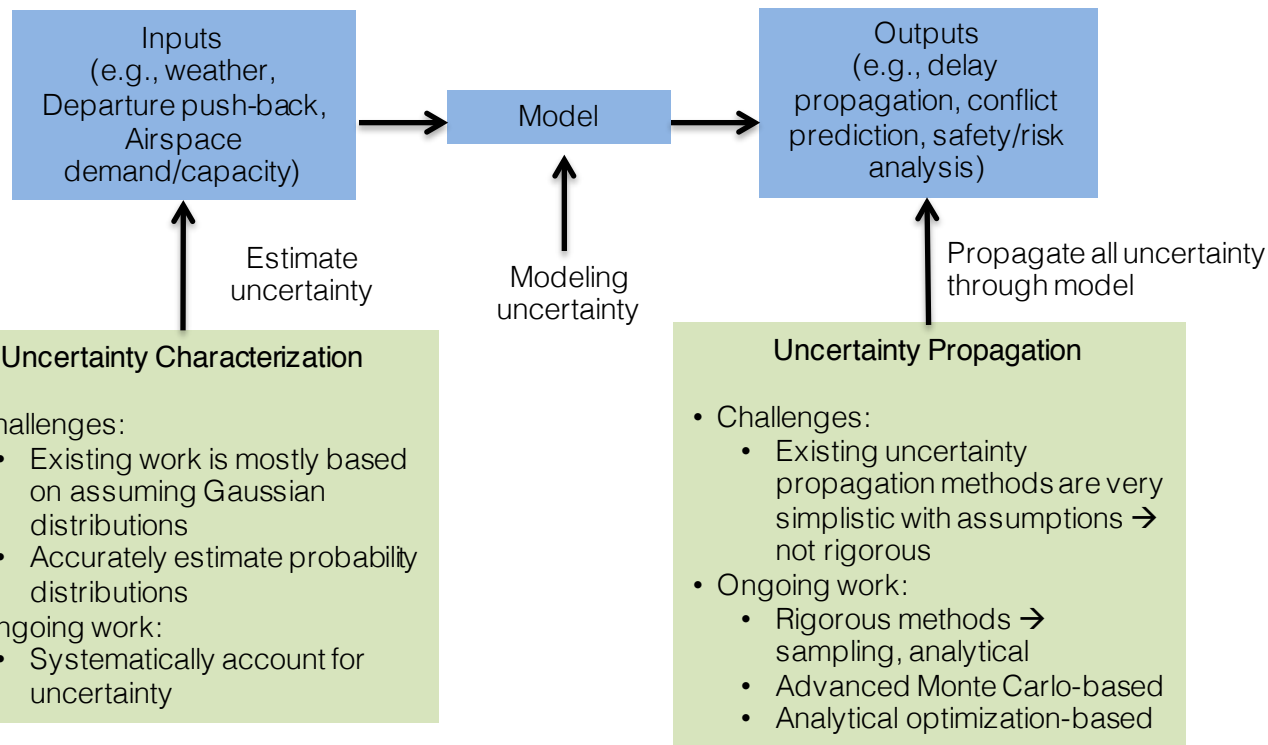 Inputs
(e.g., weather,
Departure push-back,
Airspace
demand/capacity)
Model
Outputs
(e.g., delay
propagation, conflict
prediction, safety/risk
analysis)
Estimate
uncertainty
Modeling
uncertainty
Propagate all uncertainty
through model
Uncertainty Characterization
hallenges:
• Existing work is mostly based
on assuming Gaussian
distributions
• Accurately estimate probability
distributions
ngoing work:
• Systematically account for
uncertainty
Uncertainty Propagation
• Challenges:
• Existing uncertainty
propagation methods are very
simplistic with assumptions →
not rigorous
• Ongoing work:
• Rigorous methods →
sampling, analytical
• Advanced Monte Carlo-based
• Analytical optimization-based